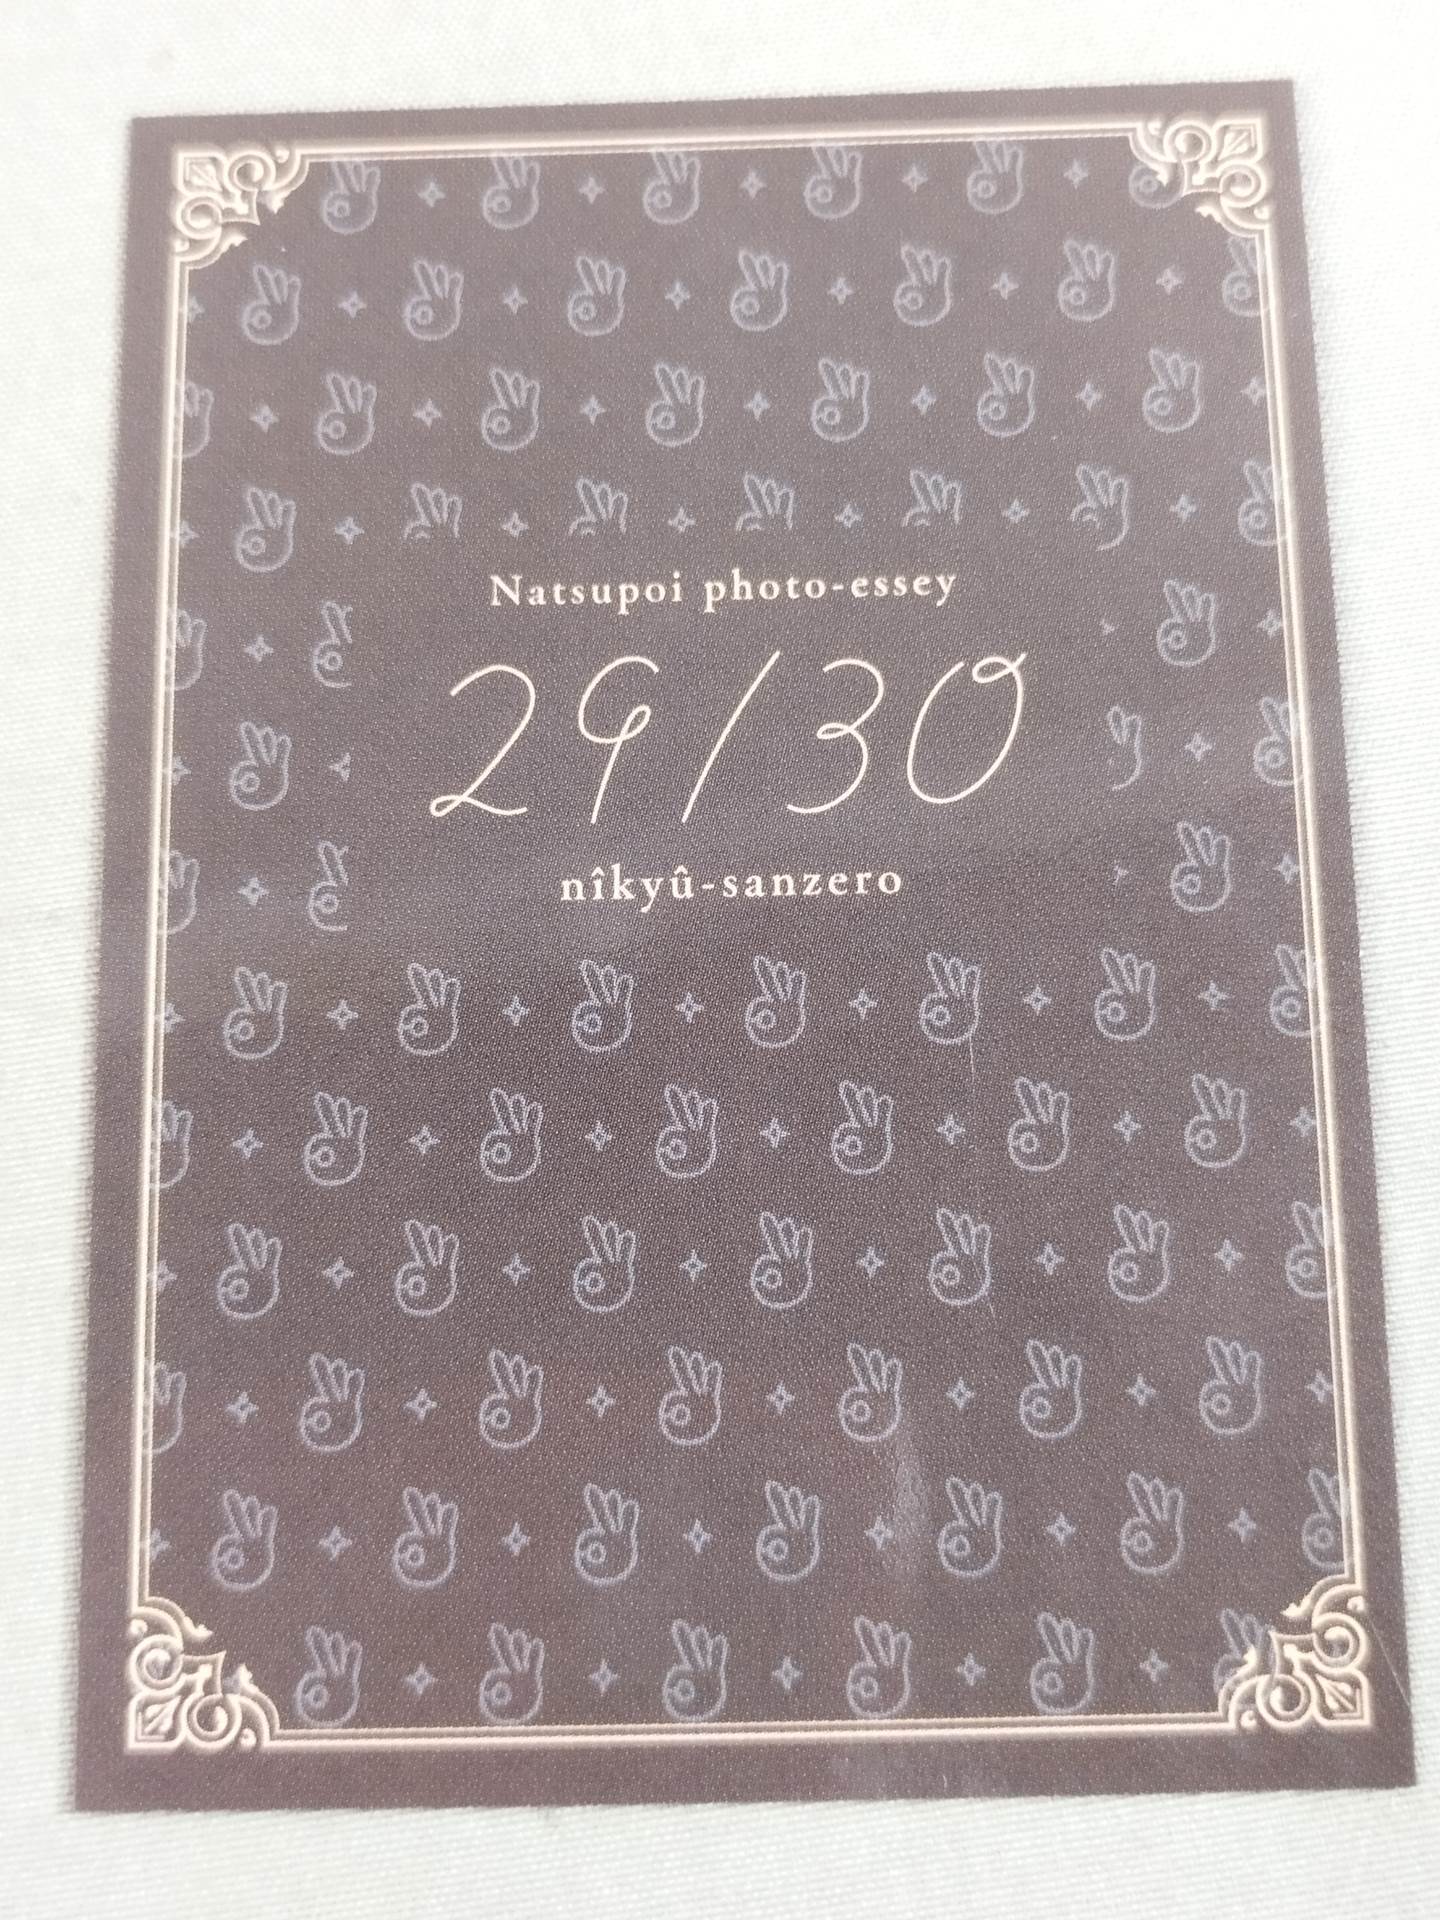 Natsupoi photo-essey
29/30
nîkyû-sanzero